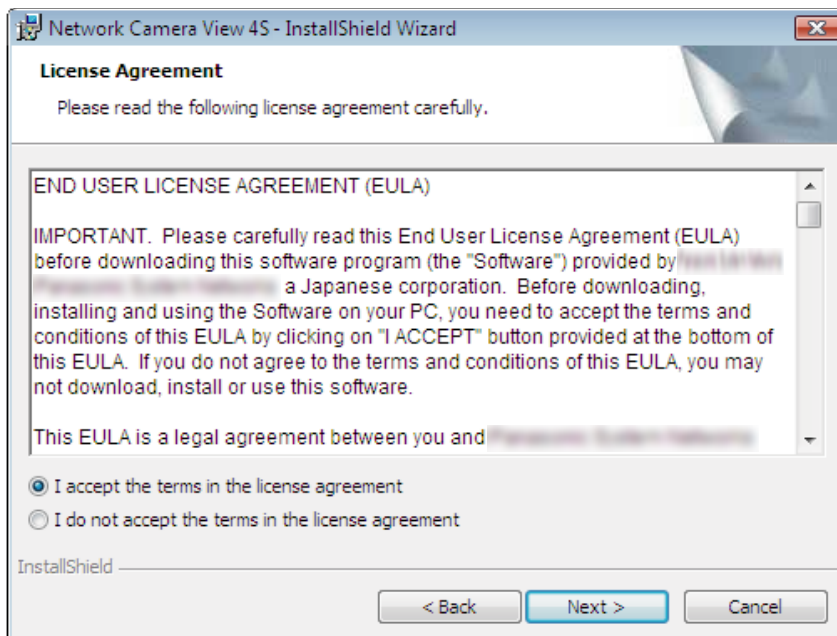 Network Camera View 4S - InstallShield Wizard
License Agreement
Please read the following license agreement carefully.
END USER LICENSE AGREEMENT (EULA)
IMPORTANT.  Please carefully read this End User License Agreement (EULA)
before downloading this software program (the "Software") provided by
a Japanese corporation.  Before downloading,
installing and using the Software on your PC, you need to accept the terms and
conditions of this EULA by clicking on "I ACCEPT" button provided at the bottom of
this EULA.  If you do not agree to the terms and conditions of this EULA, you may
not download, install or use this software.
This EULA is a legal agreement between you and
I accept the terms in the license agreement
I do not accept the terms in the license agreement
InstallShield
< Back
Next >
Cancel